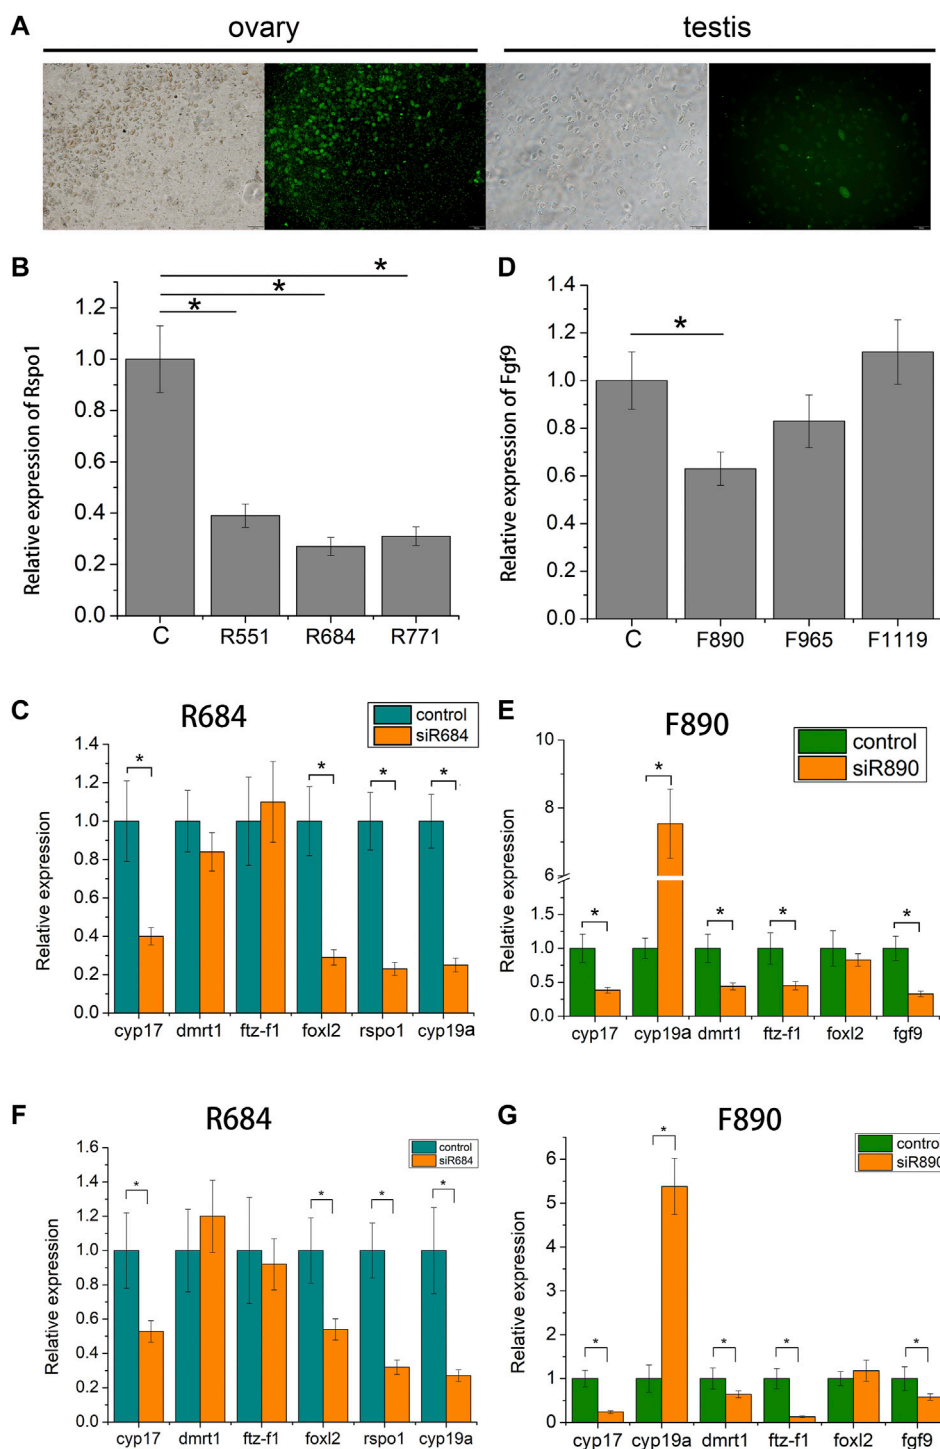 A
ovary
testis
B
*
*
*
1.2
1.0
0.8
0.6
0.4
0.2
0.0
Relative expression of Rspo1
C
R551
R684
R771
D
*
1.4
1.2
1.0
0.8
0.6
0.4
0.2
0.0
Relative expression of Fgf9
C
F890
F965
F1119
C
R684
control
siR684
1.4
1.2
1.0
0.8
0.6
0.4
0.2
0.0
Relative expression
* * * *
cyp17 dmrt1 ftz-f1 foxl2 rspo1 cyp19a
E
F890
control
siR890
10
8
6
1.5
1.0
0.5
0.0
Relative expression
* * * * *
cyp17 cyp19a dmrt1 ftz-f1 foxl2 fgf9
F
R684
control
siR684
1.6
1.4
1.2
1.0
0.8
0.6
0.4
0.2
0.0
Relative expression
* * * *
cyp17 dmrt1 ftz-f1 foxl2 rspo1 cyp19a
G
F890
control
siR890
6
5
4
3
2
1
0
Relative expression
* * * * *
cyp17 cyp19a dmrt1 ftz-f1 foxl2 fgf9